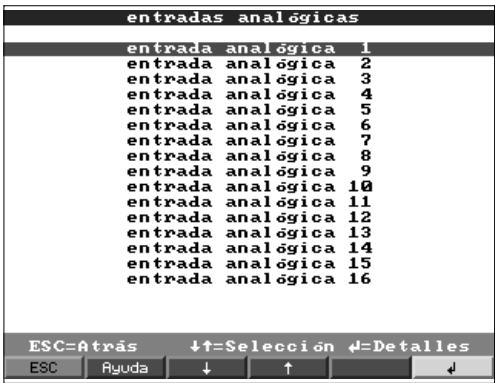 entradas analógicas
entrada analógica 1
entrada analógica 2
entrada analógica 3
entrada analógica 4
entrada analógica 5
entrada analógica 6
entrada analógica 7
entrada analógica 8
entrada analógica 9
entrada analógica 10
entrada analógica 11
entrada analógica 12
entrada analógica 13
entrada analógica 14
entrada analógica 15
entrada analógica 16
ESC=Atrás ↓↑=Selección ↲=Detalles
ESC Ayuda ↓ ↑ ↲